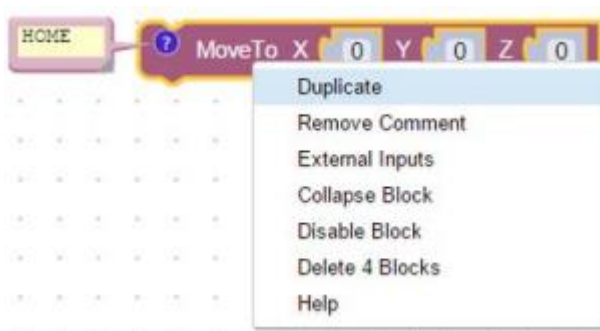 HOME
? MoveTo X 0 Y 0 Z 0
Duplicate
Remove Comment
External Inputs
Collapse Block
Disable Block
Delete 4 Blocks
Help